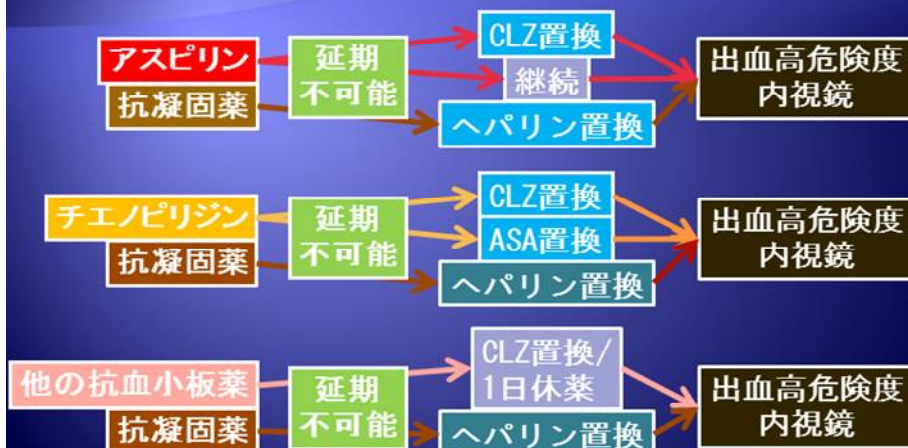 アスピリン
抗凝固薬
延期
不可能
CLZ置換
継続
ヘパリン置換
出血高危険度
内視鏡
チエノピリジン
抗凝固薬
延期
不可能
CLZ置換
ASA置換
ヘパリン置換
出血高危険度
内視鏡
他の抗血小板薬
抗凝固薬
延期
不可能
CLZ置換/
1日休薬
ヘパリン置換
出血高危険度
内視鏡